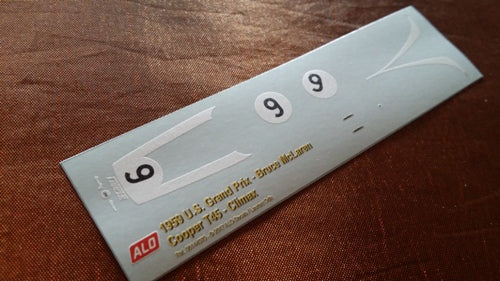 9
9
9
1959 U.S. Grand Prix - Bruce McLaren
Cooper T45 - Climax
ALO